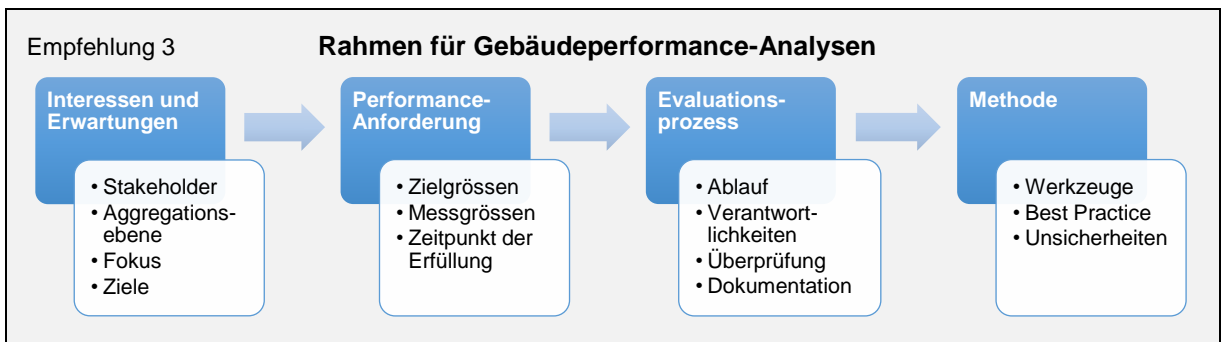 Empfehlung 3
Rahmen für Gebäudeperformance-Analysen
Interessen und
Erwartungen
• Stakeholder
• Aggregations-
ebene
• Fokus
• Ziele
Performance-
Anforderung
• Zielgrössen
• Messgrössen
• Zeitpunkt der
Erfüllung
Evaluations-
prozess
• Ablauf
• Verantwort-
lichkeiten
• Überprüfung
• Dokumentation
Methode
• Werkzeuge
• Best Practice
• Unsicherheiten